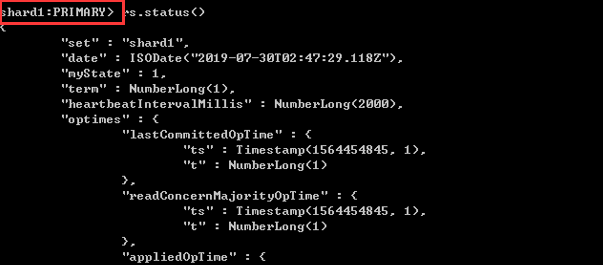 shard1:PRIMARY> rs.status()
{
"set" : "shard1",
"date" : ISODate("2019-07-30T02:47:29.118Z"),
"myState" : 1,
"term" : NumberLong(1),
"heartbeatIntervalMillis" : NumberLong(2000),
"optimes" : {
"lastCommittedOpTime" : {
"ts" : Timestamp(1564454845, 1),
"t" : NumberLong(1)
},
"readConcernMajorityOpTime" : {
"ts" : Timestamp(1564454845, 1),
"t" : NumberLong(1)
},
"appliedOpTime" : {